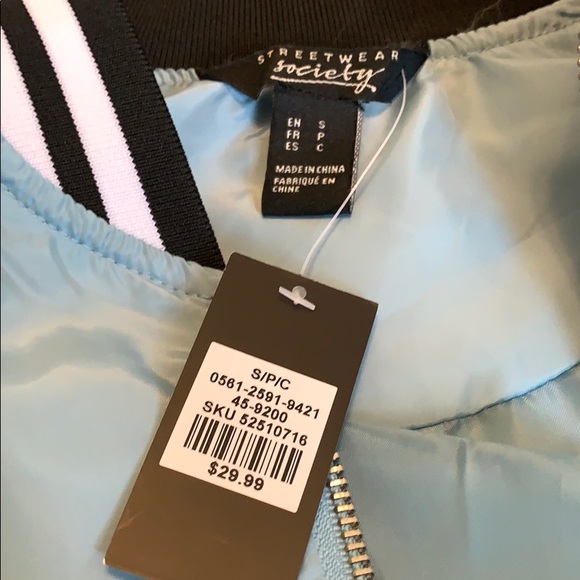 STREETWEAR
society
EN S
FR P
ES C
MADE IN CHINA
FABRIQUÉ EN
CHINE
S/P/C
0561-2591-9421
45-9200
SKU 52510716
$29.99